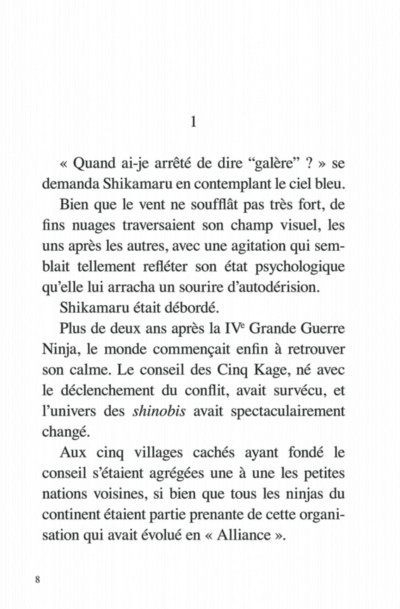 1
« Quand ai-je arrêté de dire “galère” ? » se
demanda Shikamaru en contemplant le ciel bleu.
Bien que le vent ne soufflât pas très fort, de
fins nuages traversaient son champ visuel, les
uns après les autres, avec une agitation qui sem-
blait tellement refléter son état psychologique
qu’elle lui arracha un sourire d’autodérision.
Shikamaru était débordé.
Plus de deux ans après la IVe Grande Guerre
Ninja, le monde commençait enfin à retrouver
son calme. Le conseil des Cinq Kage, né avec
le déclenchement du conflit, avait survécu, et
l’univers des shinobis avait spectaculairement
changé.
Aux cinq villages cachés ayant fondé le
conseil s’étaient agrégées une à une les petites
nations voisines, si bien que tous les ninjas du
continent étaient partie prenante de cette organi-
sation qui avait évolué en « Alliance ».
8